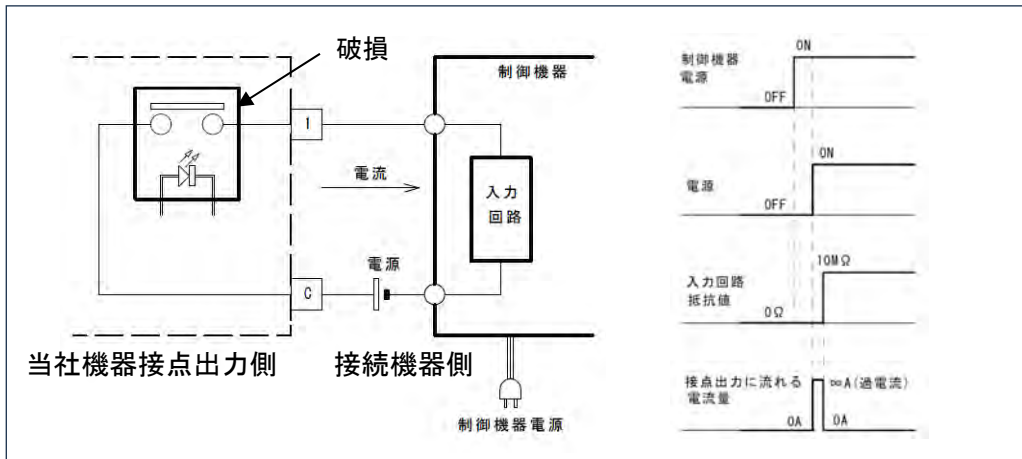 破損
制御機器
1
電流
入力
回路
電源
C
当社機器接点出力側
接続機器側
制御機器電源
制御機器
電源
ON
OFF
電源
ON
OFF
入力回路
抵抗値
10MΩ
0Ω
接点出力に流れる
電流量
∞A(過電流)
0A
0A